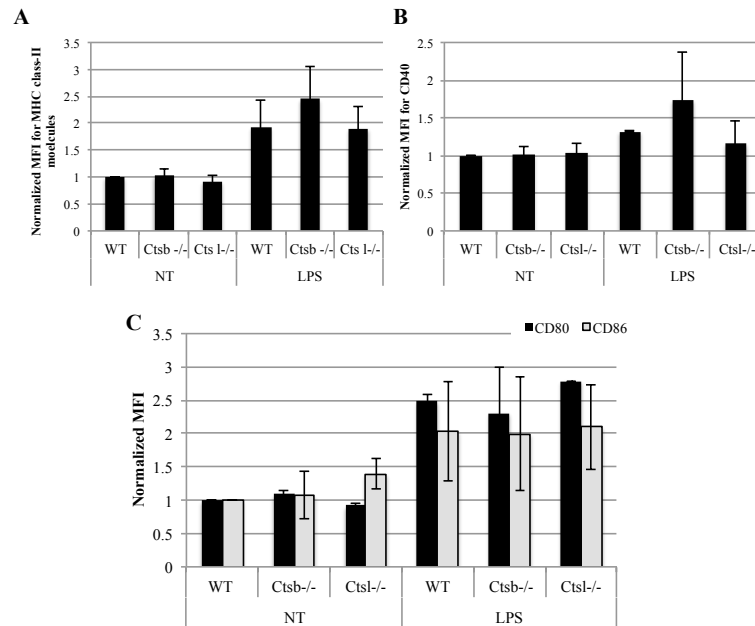 A
Normalized MFI for MHC class-II
moelcules
3.5
3
2.5
2
1.5
1
0.5
0
WT
Ctsb -/-
Cts l-/-
WT
Ctsb -/-
Cts l-/-
NT
LPS
B
Normalized MFI for CD40
2.5
2
1.5
1
0.5
0
WT
Ctsb-/-
Ctsl-/-
WT
Ctsb-/-
Ctsl-/-
NT
LPS
C
CD80
CD86
Normalized MFI
3.5
3
2.5
2
1.5
1
0.5
0
WT
Ctsb-/-
Ctsl-/-
WT
Ctsb-/-
Ctsl-/-
NT
LPS